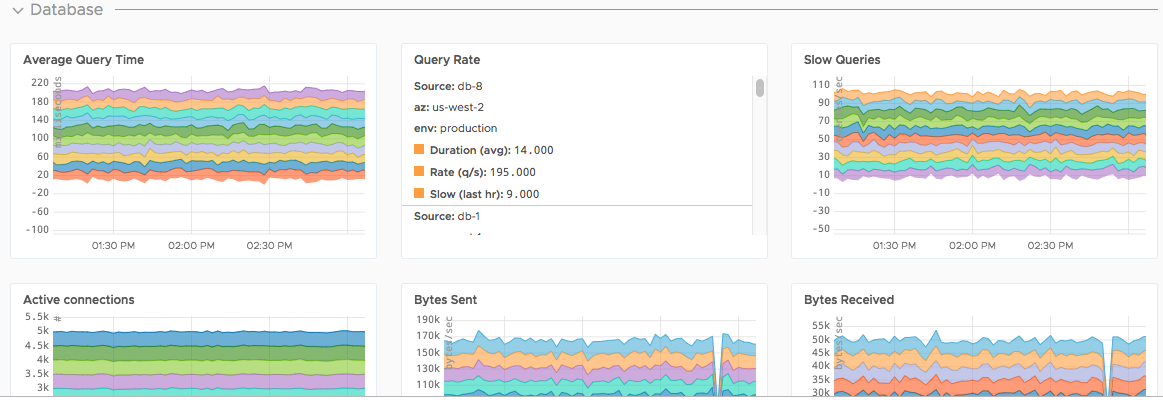 Database
Average Query Time
220
180
140
100
60
20
-20
-60
-100
milliseconds
01:30 PM 02:00 PM 02:30 PM
Query Rate
Source: db-8
az: us-west-2
env: production
Duration (avg): 14.000
Rate (q/s): 195.000
Slow (last hr): 9.000
Source: db-1
Slow Queries
110
90
70
50
30
10
-10
-30
-50
/sec
01:30 PM 02:00 PM 02:30 PM
Active connections
5.5k
5k
4.5k
4k
3.5k
3k
#
Bytes Sent
190k
170k
150k
130k
110k
bytes/sec
Bytes Received
55k
50k
45k
40k
35k
30k
bytes/sec